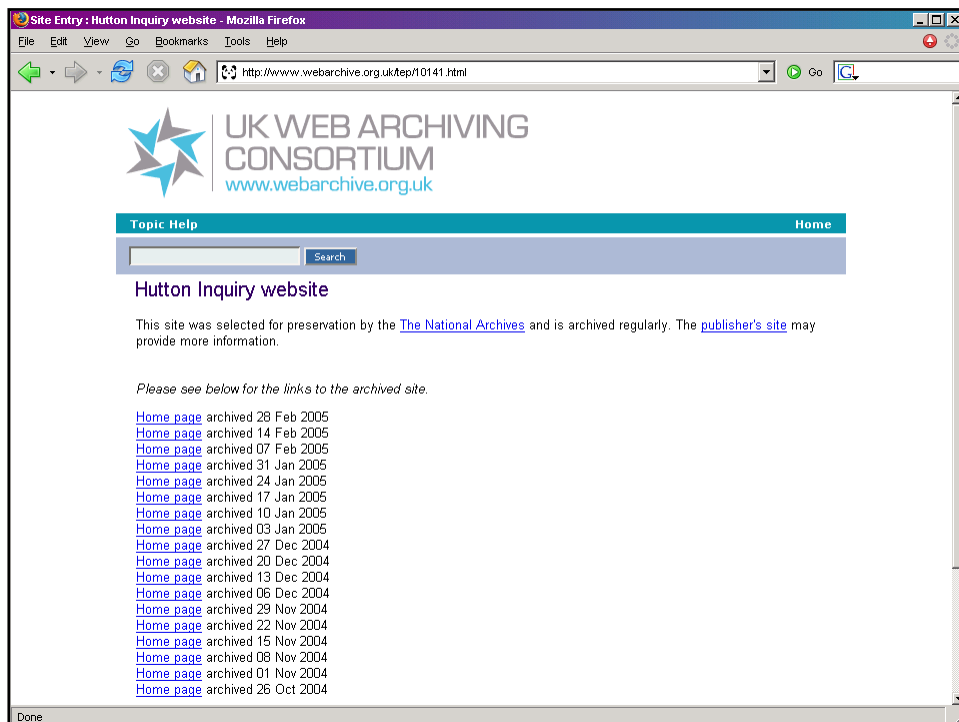 Site Entry : Hutton Inquiry website - Mozilla Firefox
File Edit View Go Bookmarks Tools Help
http://www.webarchive.org.uk/tep/10141.html Go G
UK WEB ARCHIVING
CONSORTIUM
www.webarchive.org.uk
Topic Help Home
Search
Hutton Inquiry website
This site was selected for preservation by the The National Archives and is archived regularly. The publisher's site may
provide more information.
Please see below for the links to the archived site.
Home page archived 28 Feb 2005
Home page archived 14 Feb 2005
Home page archived 07 Feb 2005
Home page archived 31 Jan 2005
Home page archived 24 Jan 2005
Home page archived 17 Jan 2005
Home page archived 10 Jan 2005
Home page archived 03 Jan 2005
Home page archived 27 Dec 2004
Home page archived 20 Dec 2004
Home page archived 13 Dec 2004
Home page archived 06 Dec 2004
Home page archived 29 Nov 2004
Home page archived 22 Nov 2004
Home page archived 15 Nov 2004
Home page archived 08 Nov 2004
Home page archived 01 Nov 2004
Home page archived 26 Oct 2004
Done